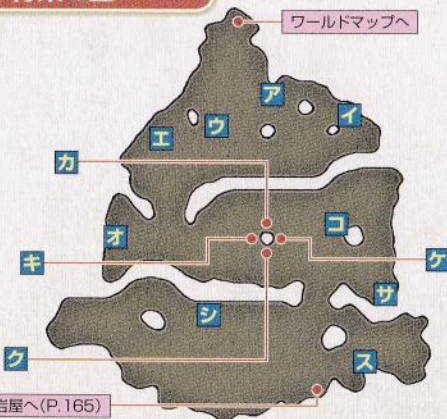 ワールドマップへ
ア
イ
ウ
エ
カ
オ
コ
キ
ケ
サ
シ
ク
ス
岩屋へ(P.165)